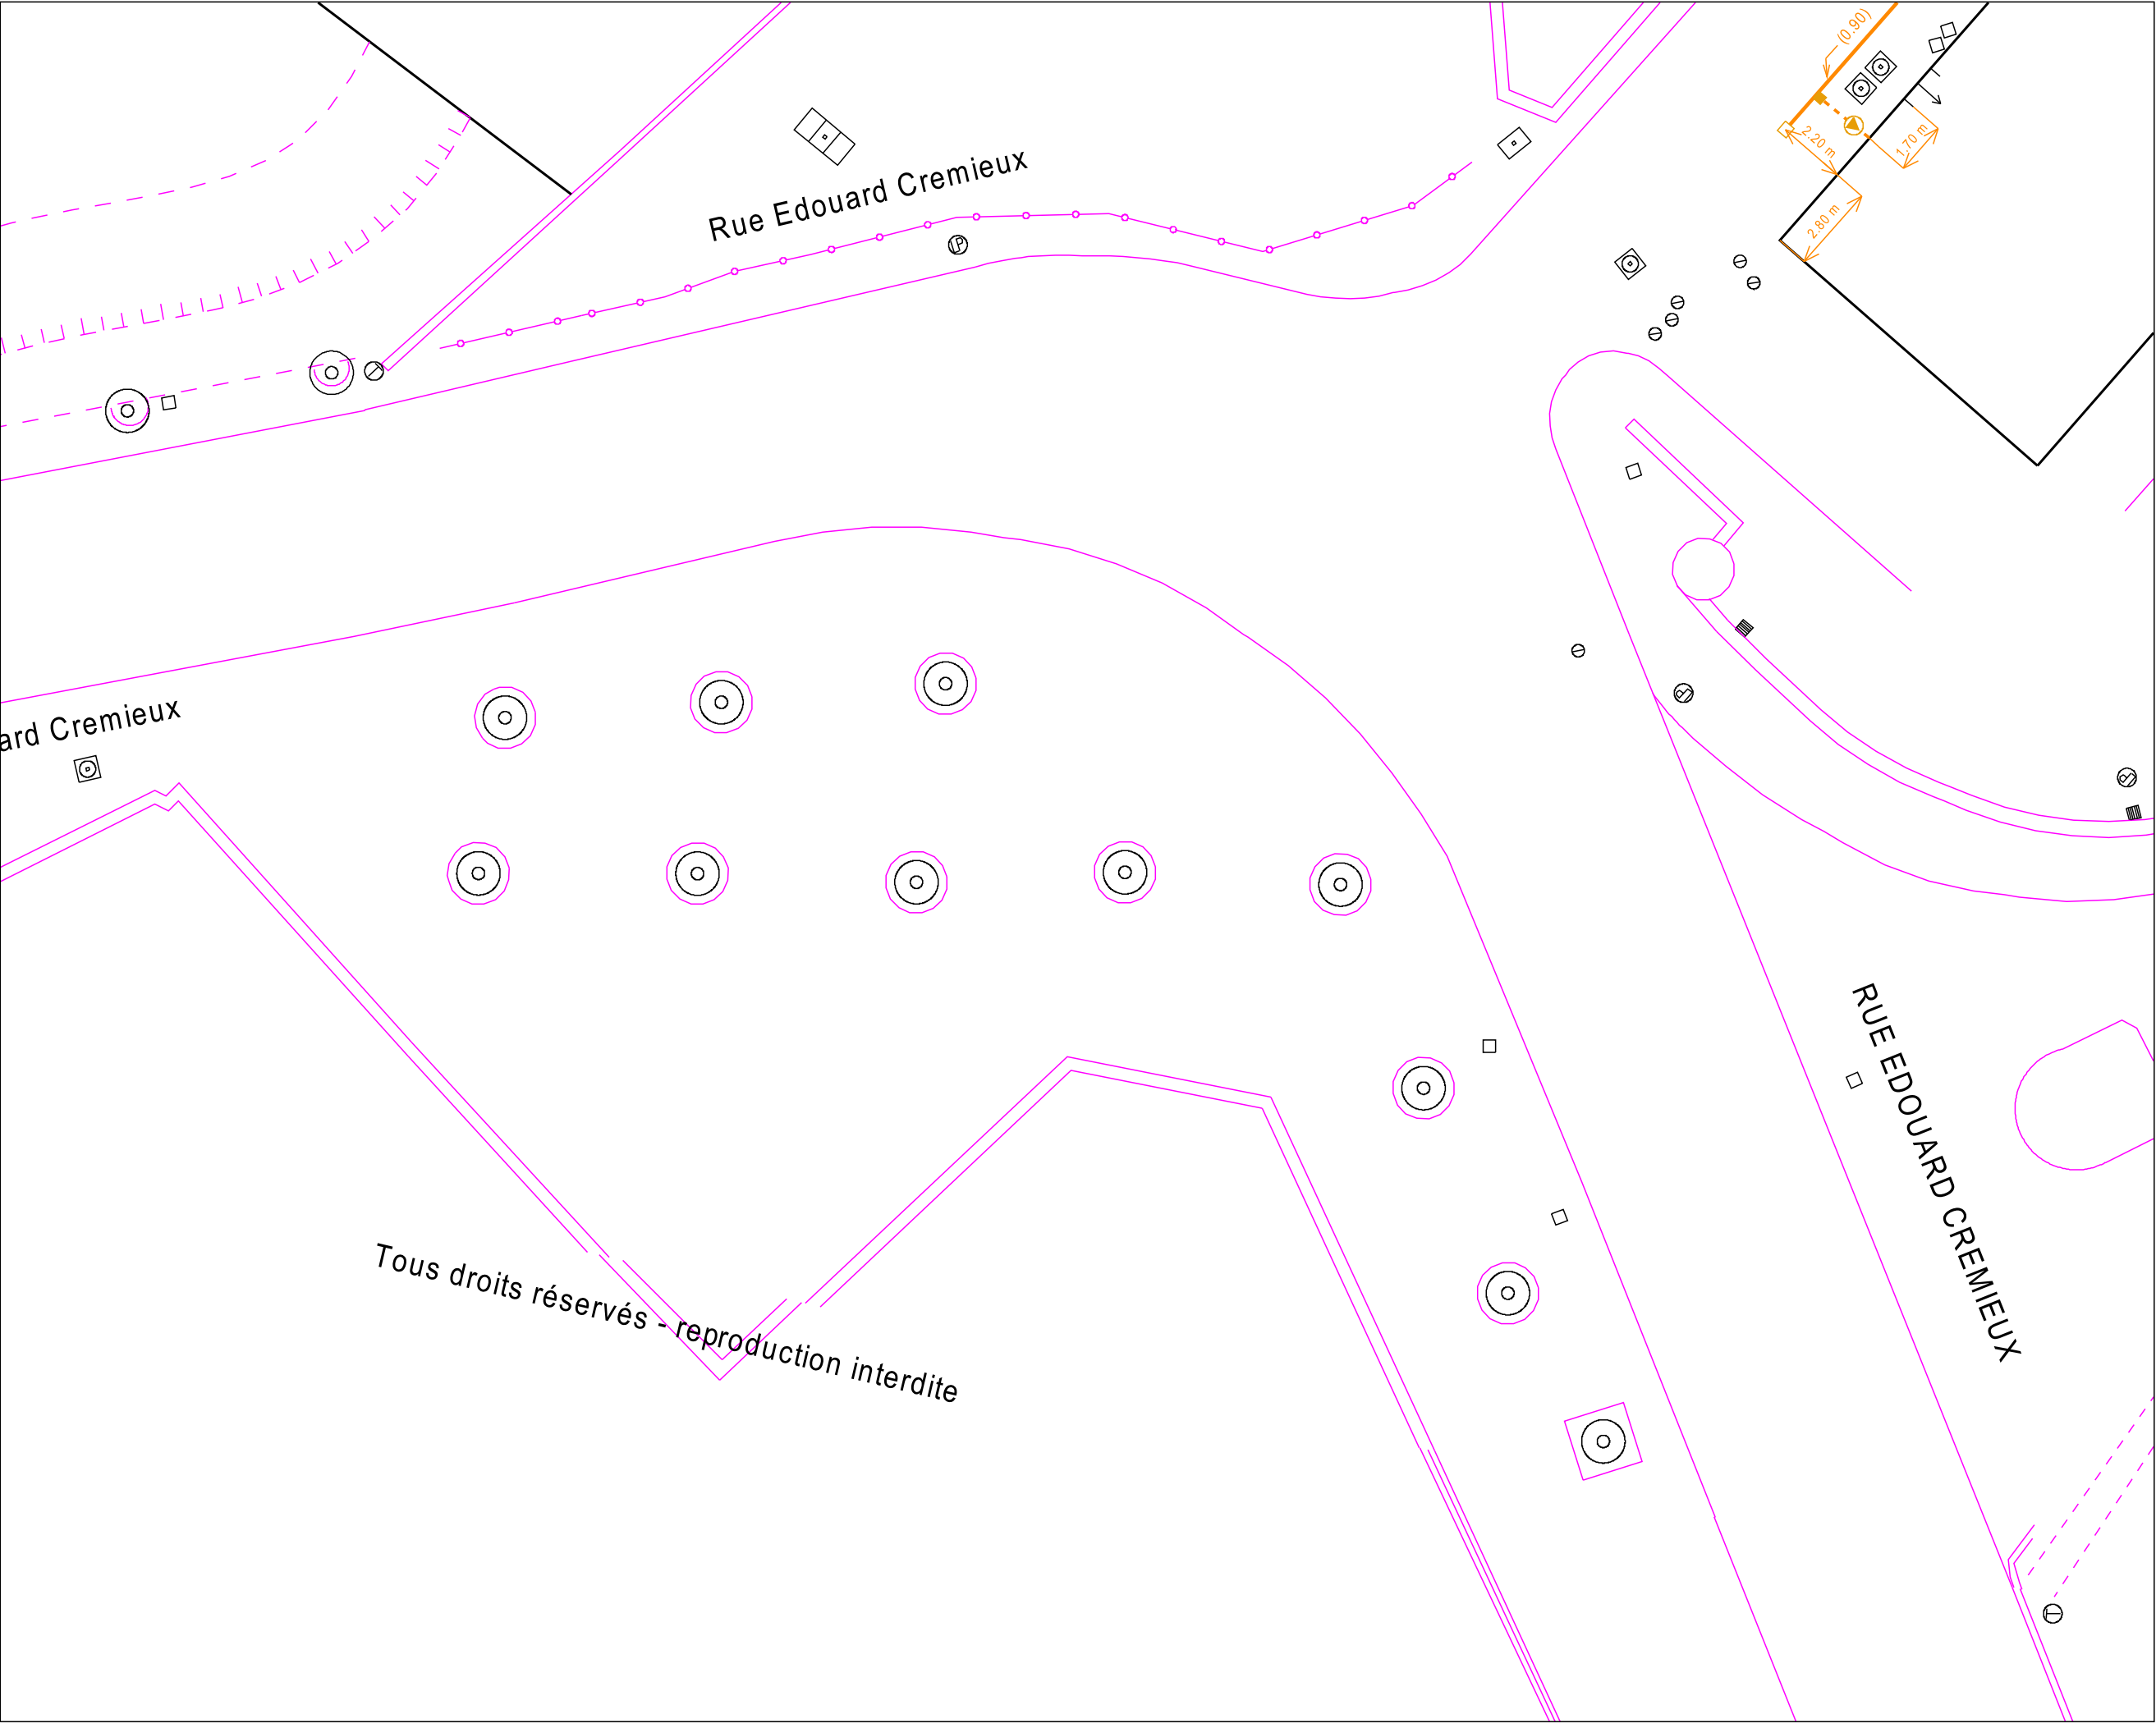 (0.90)
2.20 m
1.70 m
Rue Edouard Cremieux
2.80 m
ard Cremieux
RUE EDOUARD CREMIEUX
Tous droits réservés - reproduction interdite